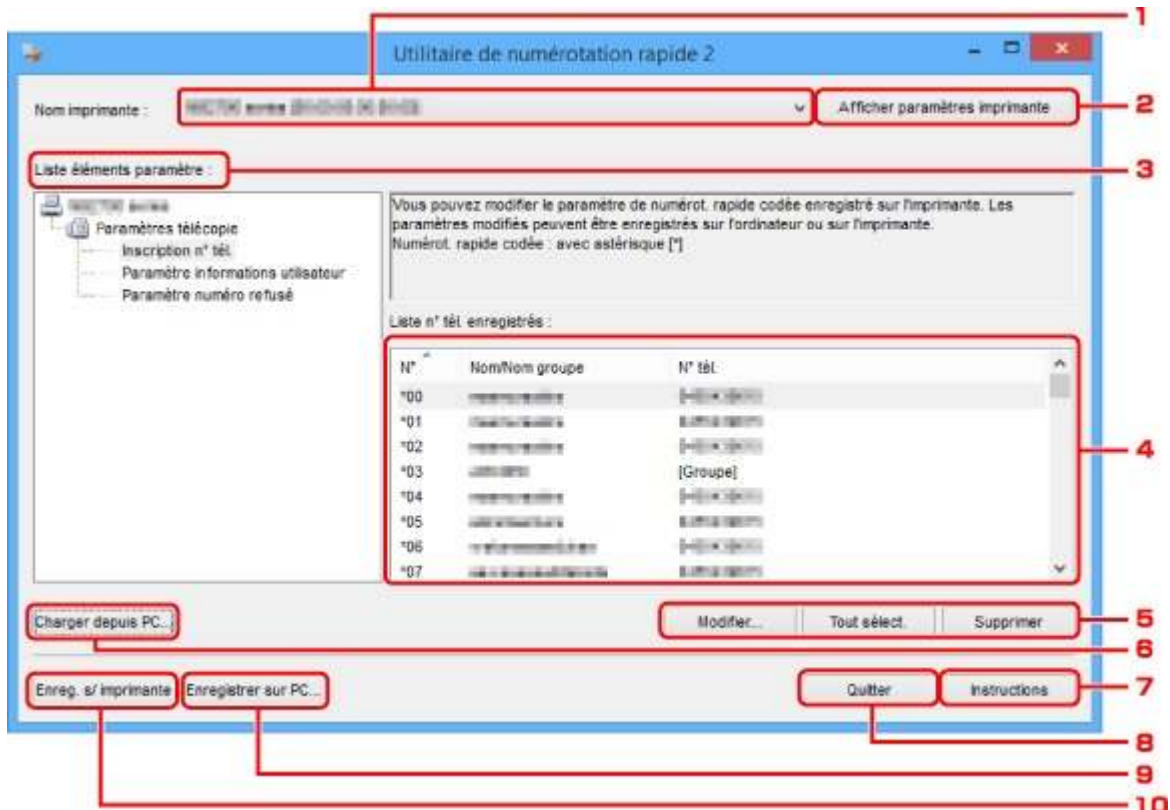 1
Utilitaire de numérotation rapide 2
Nom imprimante :
Afficher paramètres imprimante
2
Liste éléments paramètre :
3
Paramètres télécopie
Inscription n° tél.
Paramètre informations utilisateur
Paramètre numéro refusé
Vous pouvez modifier le paramètre de numérot. rapide codée enregistré sur l'imprimante. Les
paramètres modifiés peuvent être enregistrés sur l'ordinateur ou sur l'imprimante.
Numérot. rapide codée : avec astérisque [*]
Liste n° tél. enregistrés :
N° Nom/Nom groupe N° tél.
*00
*01
*02
*03 [Groupe]
*04
*05
*06
*07
4
Charger depuis PC...
Modifier... Tout sélect. Supprimer
5
6
Enreg. s/ imprimante Enregistrer sur PC... Quitter Instructions
7
8
9
10